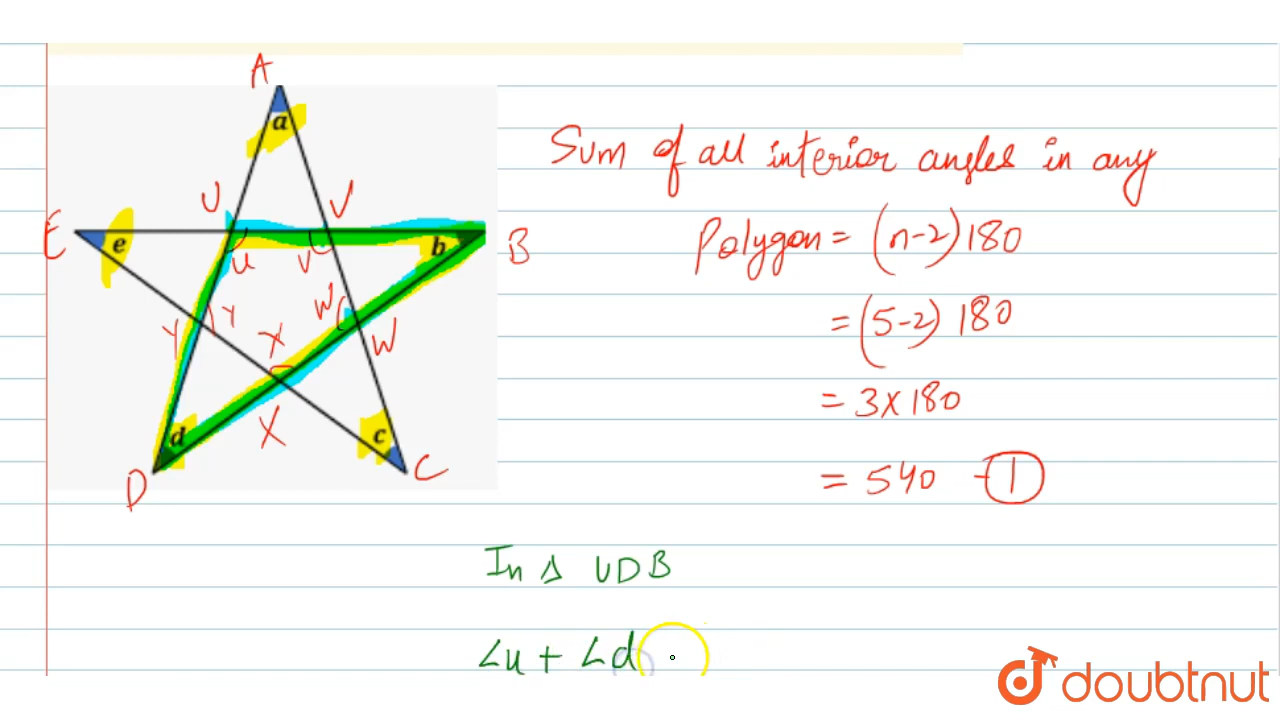 A
a
U
V
E
e
b
B
u
v
Y
Y
W
W
X
X
d
c
D
C
Sum of all interior angles in any
Polygon = (n-2)180
= (5-2) 180
= 3×180
= 540 - 1
In Δ UDB
∠u + ∠d
doubtnut